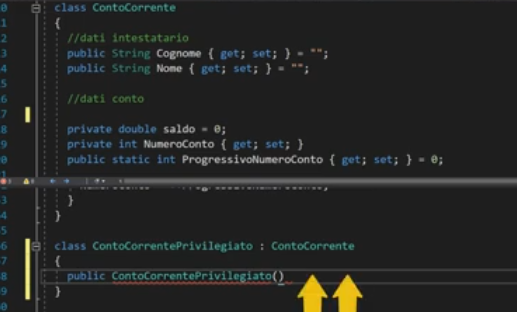 class ContoCorrente
{
//dati intestatario
public String Cognome { get; set; } = "";
public String Nome { get; set; } = "";
//dati conto
private double saldo = 0;
private int NumeroConto { get; set; }
public static int ProgressivoNumeroConto { get; set; } = 0;
}
}
class ContoCorrentePrivilegiato : ContoCorrente
{
public ContoCorrentePrivilegiato()
}